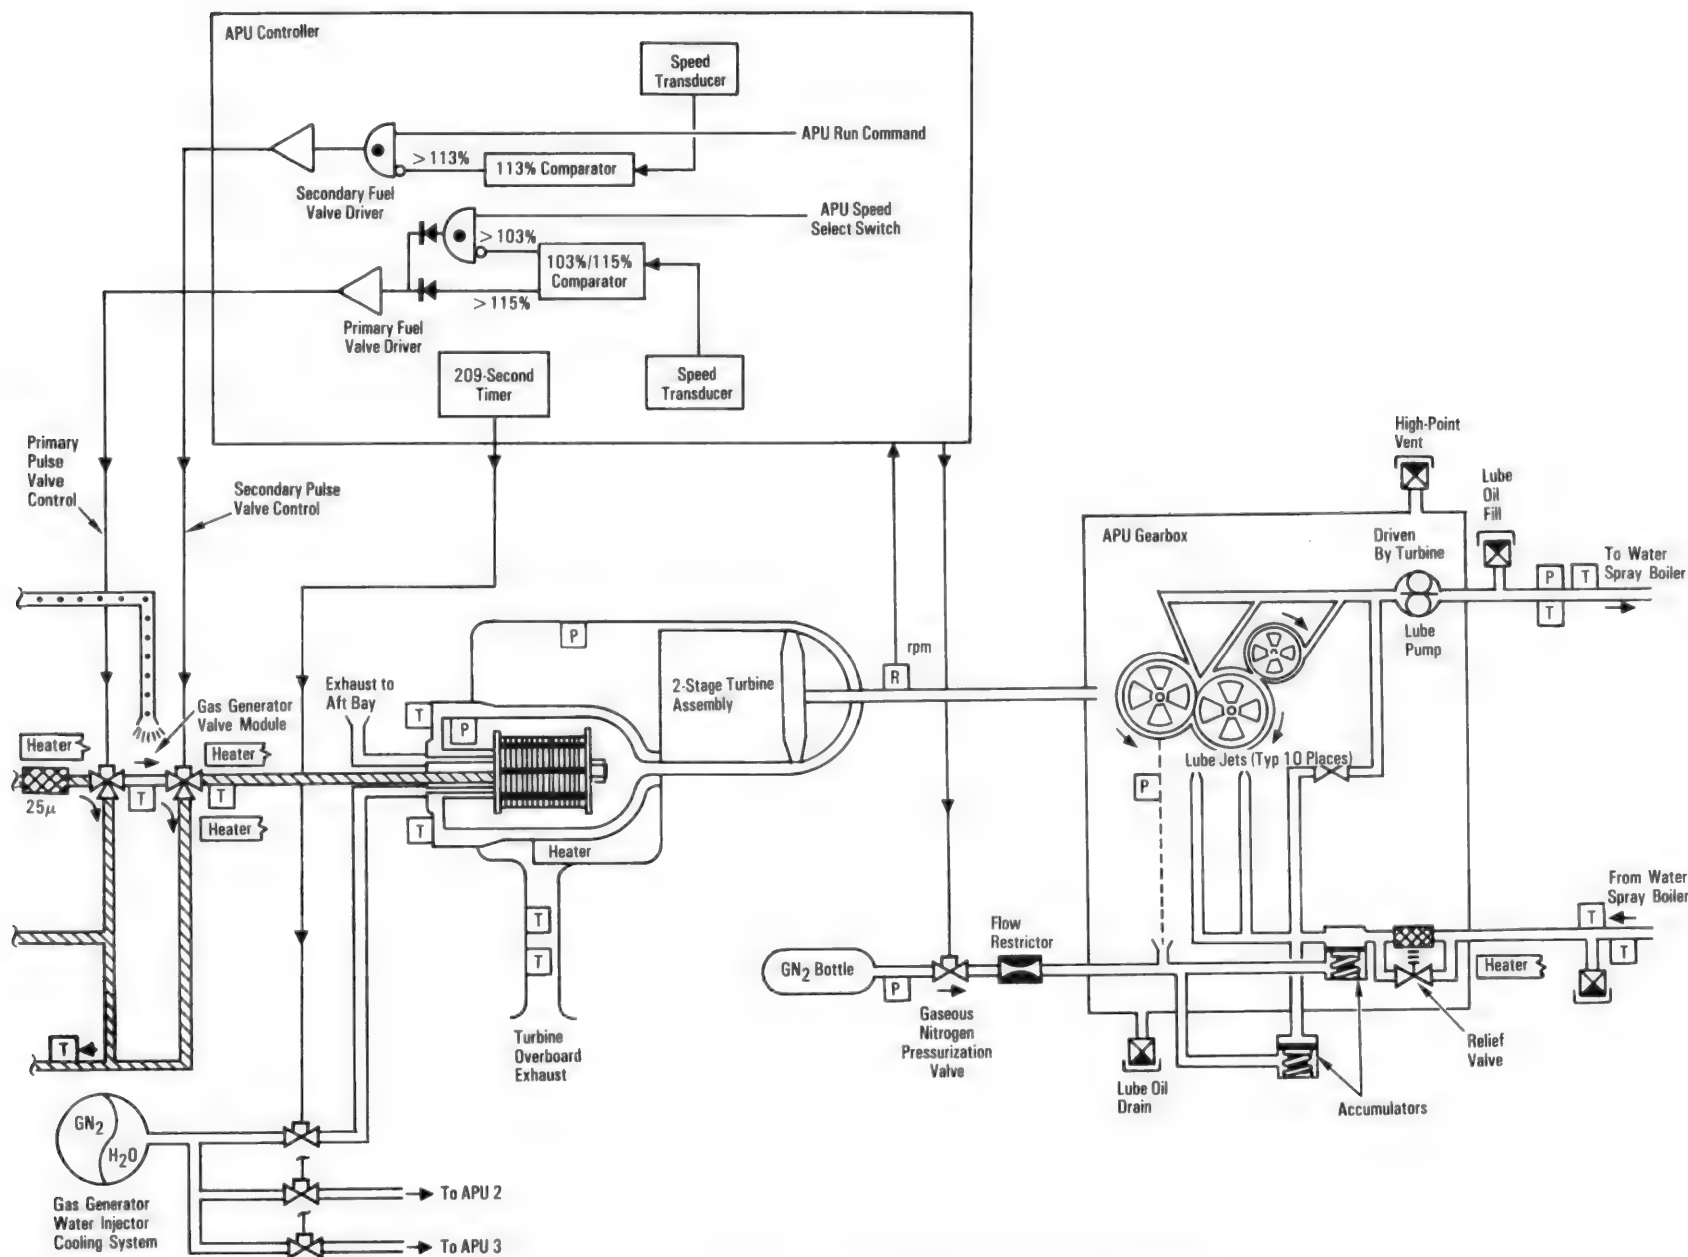 APU Controller
Speed
Transducer
APU Run Command
>113%
113% Comparator
Secondary Fuel
Valve Driver
APU Speed
Select Switch
>103%
103%/115%
Comparator
>115%
Primary Fuel
Valve Driver
209-Second
Timer
Speed
Transducer
Primary
Pulse
Valve
Control
Secondary Pulse
Valve Control
High-Point
Vent
Lube
Oil
Fill
APU Gearbox
Driven
By Turbine
To Water
Spray Boiler
P
T
T
Lube
Pump
P
rpm
R
2-Stage Turbine
Assembly
Exhaust to
Aft Bay
T
P
Gas Generator
Valve Module
Heater
Heater
25μ
T
T
Heater
T
Heater
Lube Jets (Typ 10 Places)
P
T
T
Turbine
Overboard
Exhaust
GN2 Bottle
P
Flow
Restrictor
Gaseous
Nitrogen
Pressurization
Valve
From Water
Spray Boiler
T
T
Heater
Relief
Valve
Accumulators
Lube Oil
Drain
T
GN2
H2O
Gas Generator
Water Injector
Cooling System
To APU 2
To APU 3